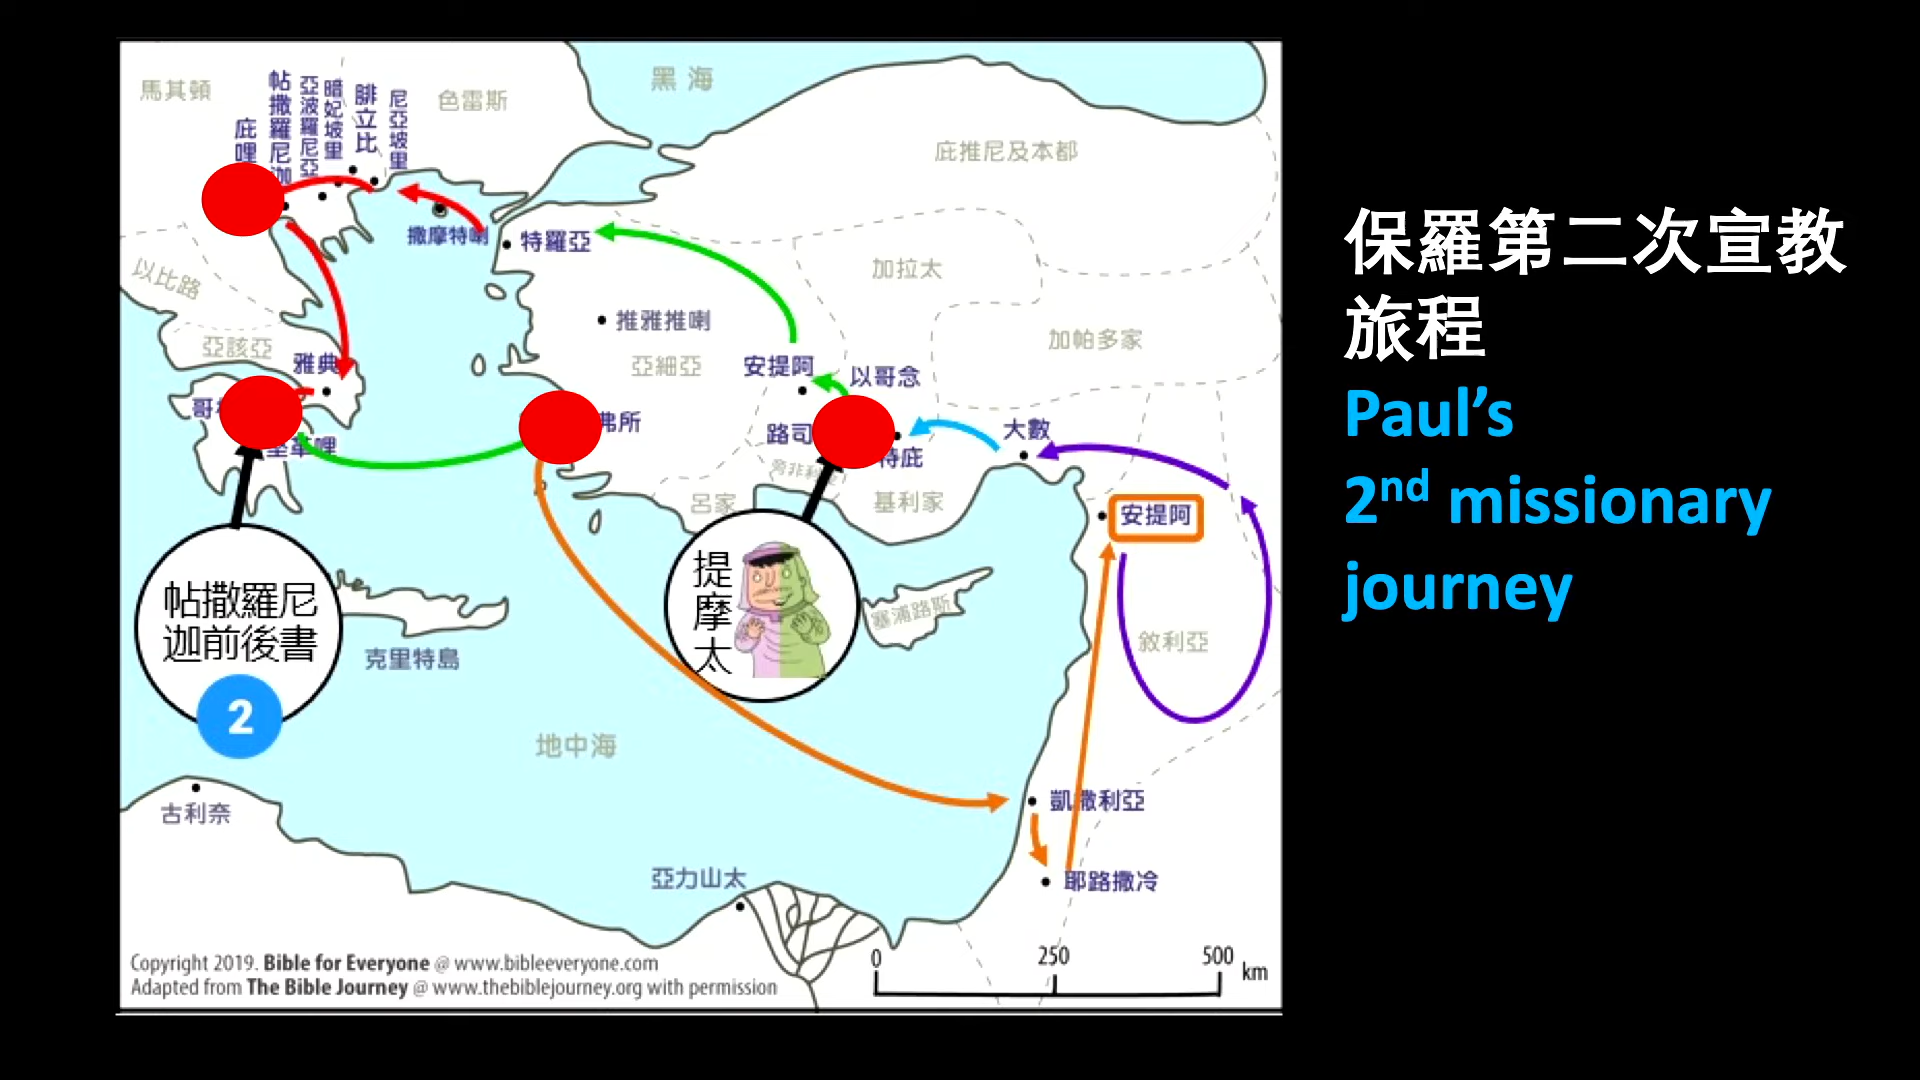 馬其頓
庇哩
帖撒羅尼迦
亞波羅尼亞
暗妃坡里
腓立比
尼亞坡里
色雷斯
黑海
庇推尼及本都
撒摩特喇
特羅亞
以比路
加拉太
推雅推喇
亞細亞
加帕多家
亞該亞
雅典
安提阿
以哥念
哥
弗所
路司
大數
堅革哩
特庇
旁非利亞
呂家
基利家
安提阿
帖撒羅尼
迦前後書
2
提摩太
塞浦路斯
敘利亞
克里特島
地中海
古利奈
凱撒利亞
亞力山太
耶路撒冷
Copyright 2019. Bible for Everyone @ www.bibleeveryone.com
Adapted from The Bible Journey @ www.thebiblejourney.org with permission
0 250 500 km
保羅第二次宣教
旅程
Paul's
2nd missionary
journey